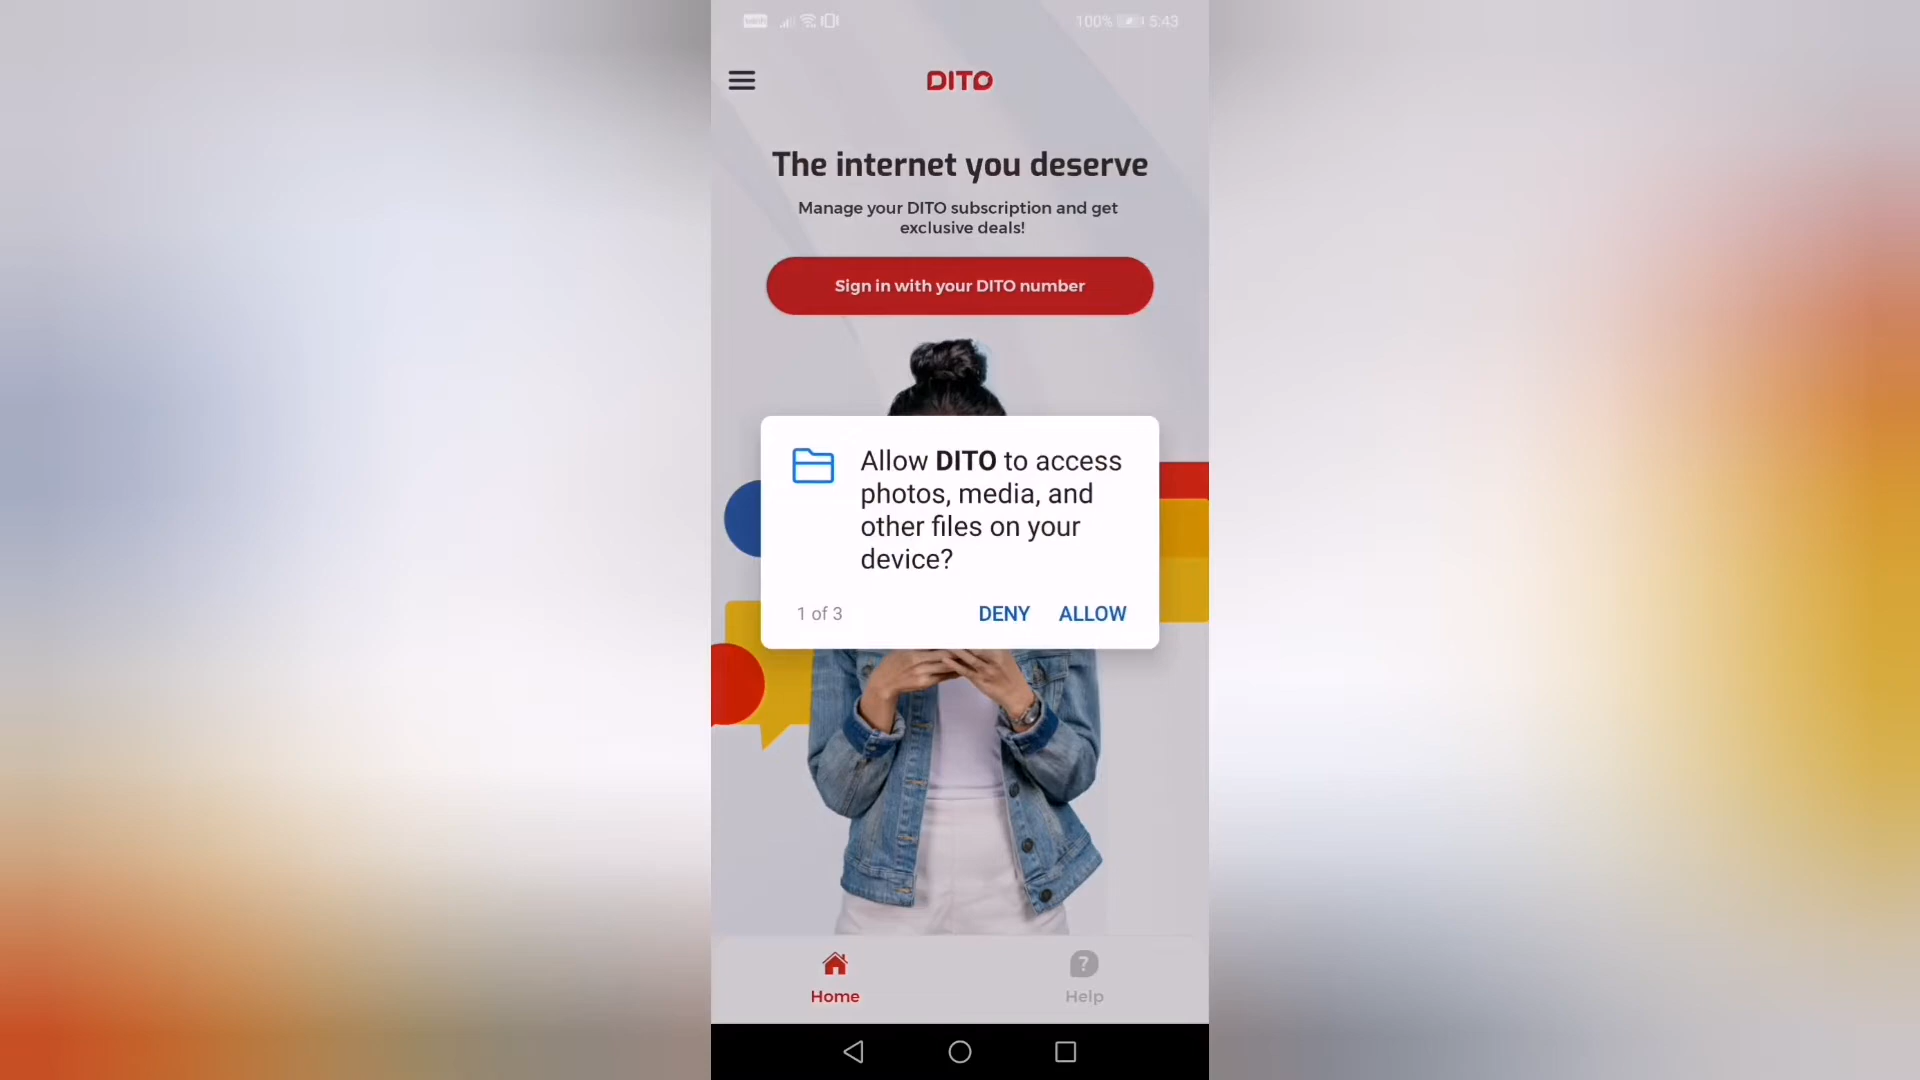 100% 5:43
DITO
The internet you deserve
Manage your DITO subscription and get
exclusive deals!
Sign in with your DITO number
Allow DITO to access
photos, media, and
other files on your
device?
1 of 3 DENY ALLOW
Home Help